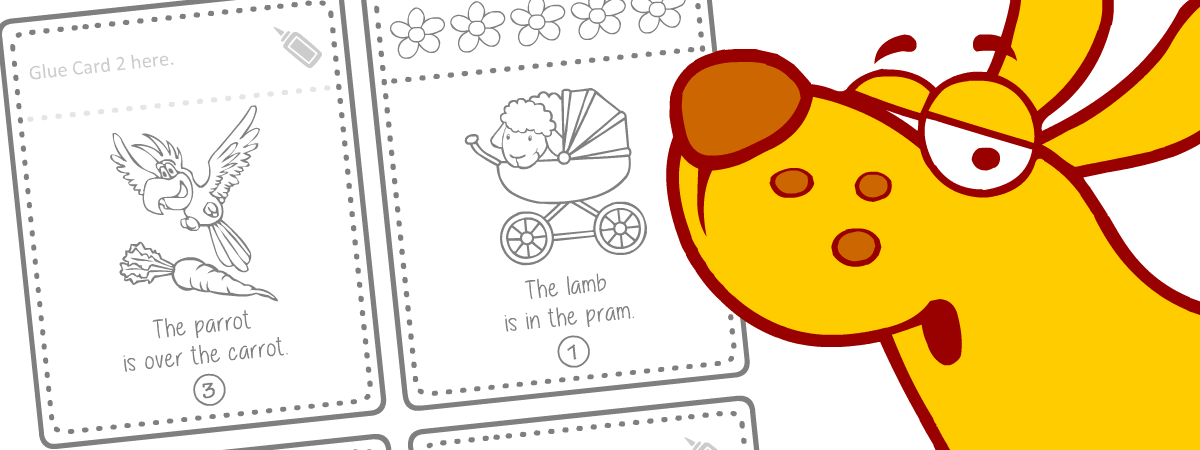 Glue Card 2 here.
The parrot
is over the carrot.
3
The lamb
is in the pram.
1